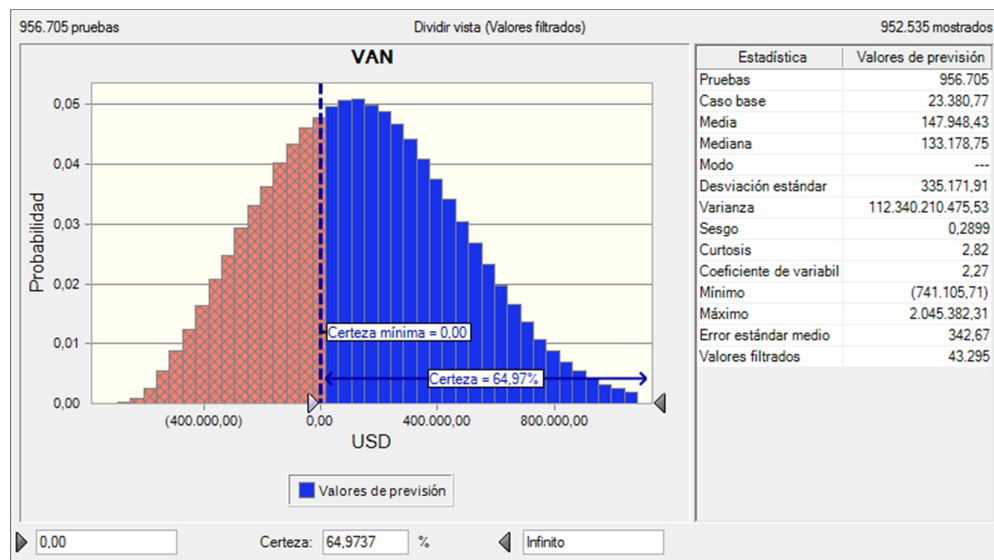 956.705 pruebas
Dividir vista (Valores filtrados)
952.535 mostrados
VAN
0,05
0,04
0,03
0,02
0,01
0,00
Probabilidad
Certeza mínima = 0,00
Certeza = 64,97%
(400.000,00)
0,00
400.000,00
800.000,00
USD
Valores de previsión
Estadística Valores de previsión
Pruebas 956.705
Caso base 23.380,77
Media 147.948,43
Mediana 133.178,75
Modo ---
Desviación estándar 335.171,91
Varianza 112.340.210.475,53
Sesgo 0,2899
Curtosis 2,82
Coeficiente de variabil 2,27
Mínimo (741.105,71)
Máximo 2.045.382,31
Error estándar medio 342,67
Valores filtrados 43.295
0,00
Certeza: 64,9737 %
Infinito